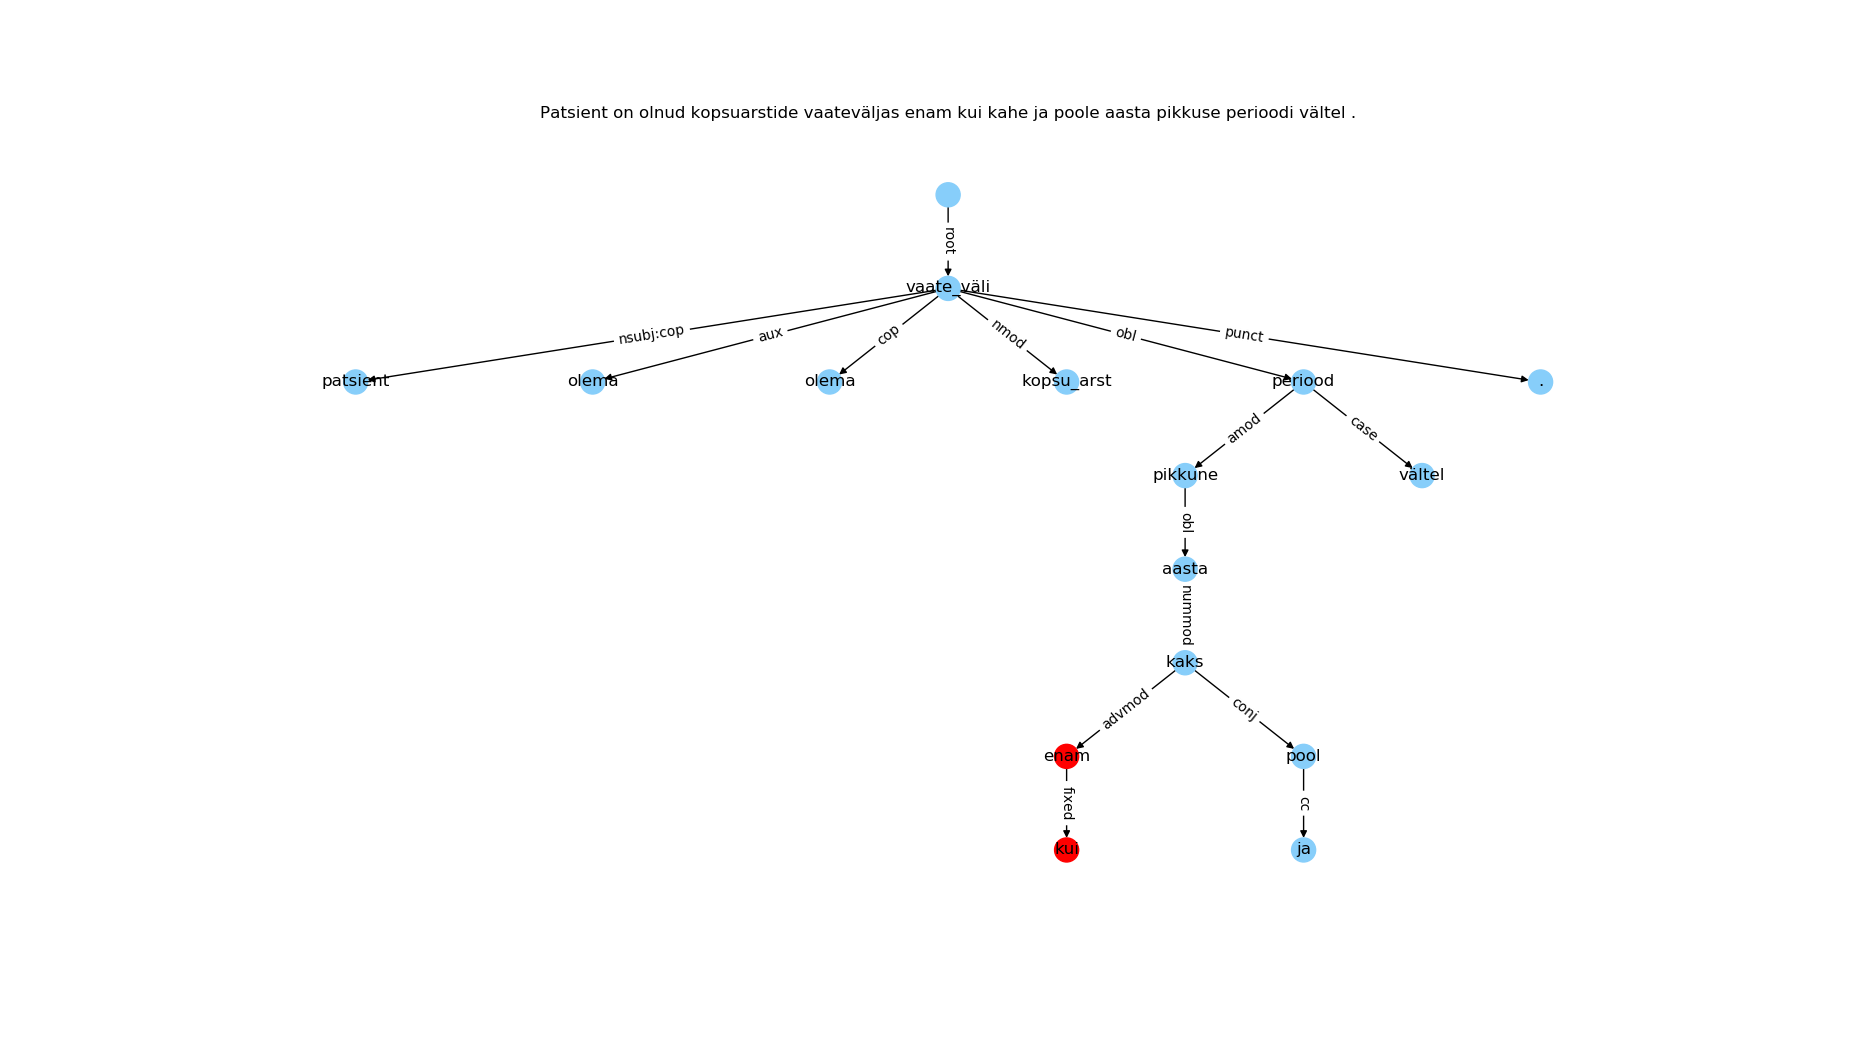 Patsient on olnud kopsuarstide vaateväljas enam kui kahe ja poole aasta pikkuse perioodi vältel .
root
vaate_väli
nsubj:cop aux cop nmod obl punct
patsient olema olema kopsu_arst periood .
amod case
pikkune vältel
obl
aasta
nummod
kaks
advmod conj
enam pool
fixed cc
kui ja